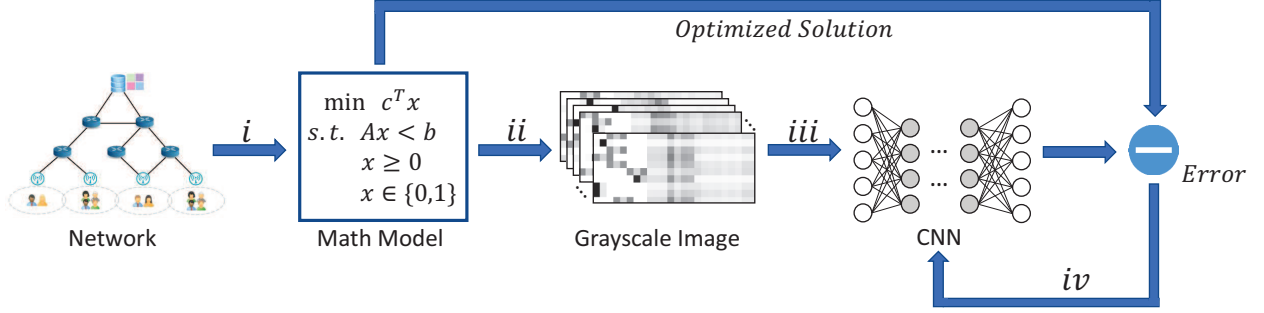 Optimized Solution
min c^T x
s.t. Ax < b
x ≥ 0
x ∈ {0,1}
i
ii
iii
... 
...
Error
Network
Math Model
Grayscale Image
CNN
iv